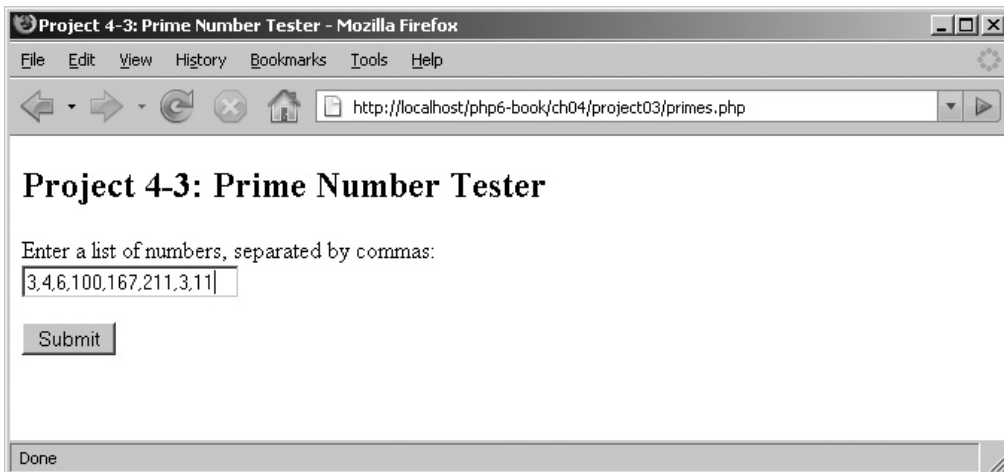 Project 4-3: Prime Number Tester - Mozilla Firefox
File Edit View History Bookmarks Tools Help
http://localhost/php6-book/ch04/project03/primes.php
Project 4-3: Prime Number Tester
Enter a list of numbers, separated by commas:
3,4,6,100,167,211,3,11
Submit
Done